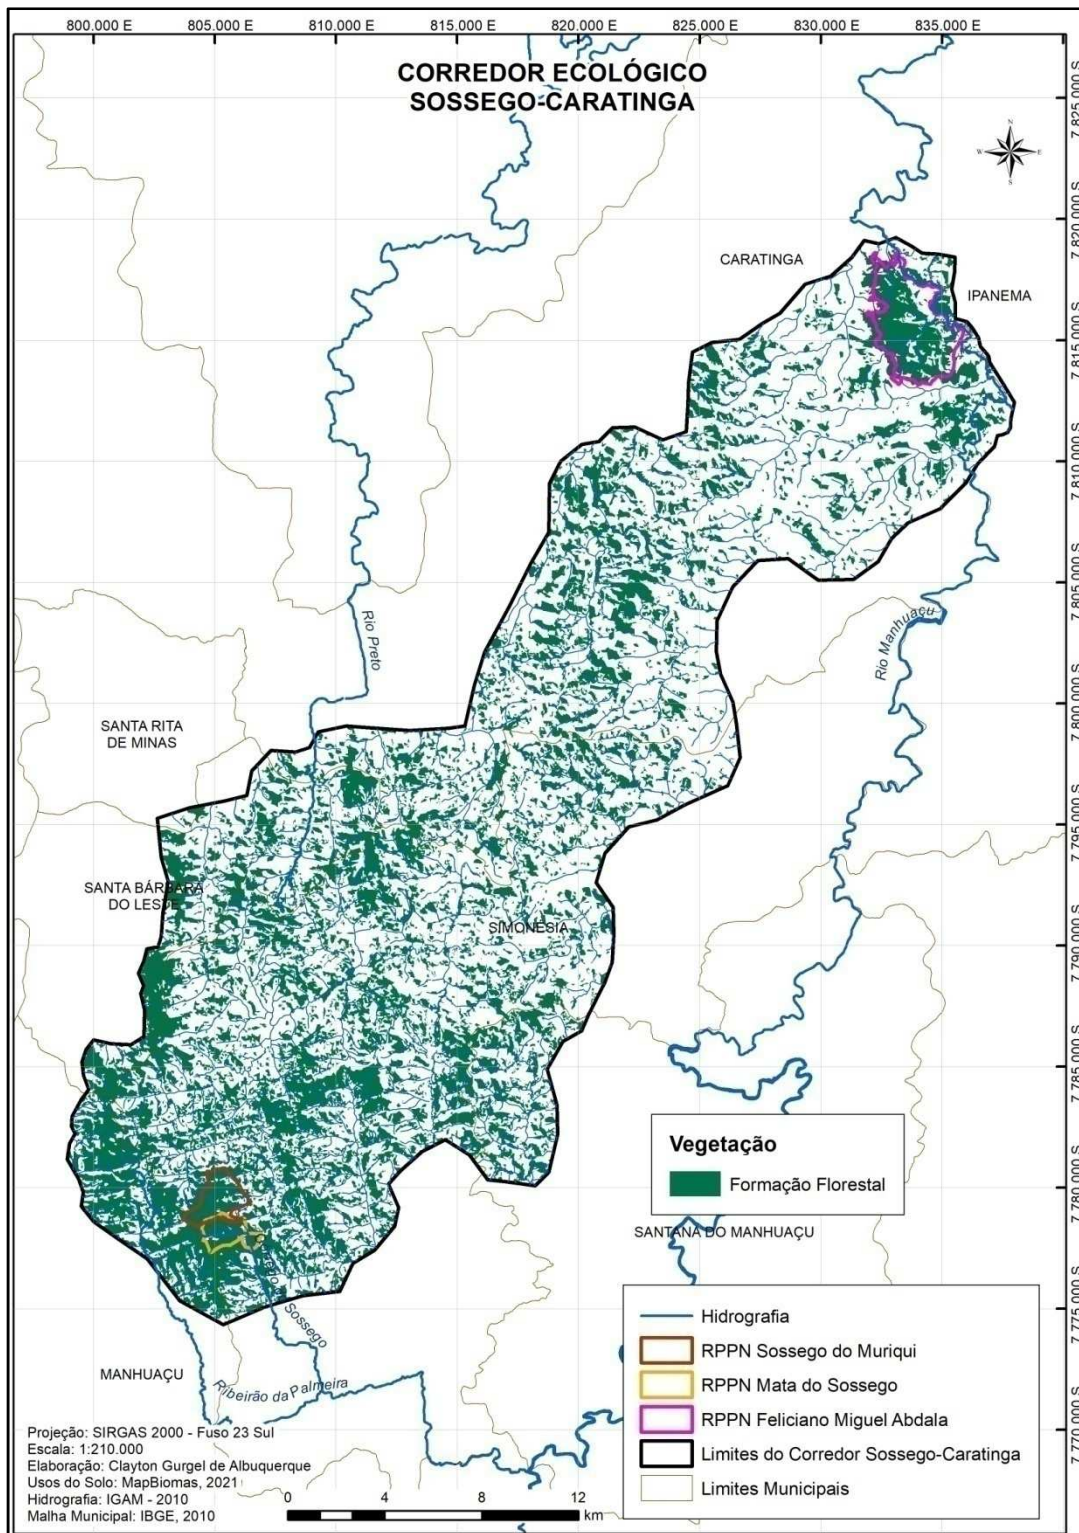 800.000 E 805.000 E 810.000 E 815.000 E 820.000 E 825.000 E 830.000 E 835.000 E
CORREDOR ECOLÓGICO
SOSSEGO-CARATINGA
N
W E
S
7.825.000 S
7.820.000 S
7.815.000 S
7.810.000 S
7.805.000 S
7.800.000 S
7.795.000 S
7.790.000 S
7.785.000 S
7.780.000 S
7.775.000 S
7.770.000 S
CARATINGA
IPANEMA
Rio Preto
Rio Manhuaçu
SANTA RITA
DE MINAS
SANTA BÁRBARA
DO LESTE
SIMONÉSIA
Vegetação
Formação Florestal
SANTANA DO MANHUAÇU
Sossego
MANHUAÇU
Ribeirão da Palmeira
Hidrografia
RPPN Sossego do Muriqui
RPPN Mata do Sossego
RPPN Feliciano Miguel Abdala
Limites do Corredor Sossego-Caratinga
Limites Municipais
Projeção: SIRGAS 2000 - Fuso 23 Sul
Escala: 1:210.000
Elaboração: Clayton Gurgel de Albuquerque
Usos do Solo: MapBiomas, 2021
Hidrografia: IGAM - 2010
Malha Municipal: IBGE, 2010
0 4 8 12
km